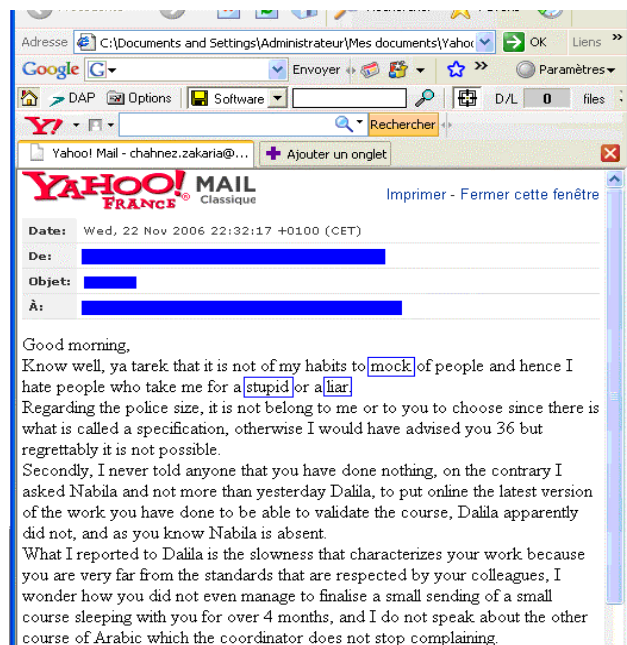 Adresse C:\Documents and Settings\Administrateur\Mes documents\Yahoo OK Liens »
Google G Envoyer » Paramètres
DAP Options Software D/L 0 files
Y! Rechercher
Yahoo! Mail - chahnez.zakaria@... Ajouter un onglet
YAHOO! MAIL
FRANCE Classique
Imprimer - Fermer cette fenêtre
Date: Wed, 22 Nov 2006 22:32:17 +0100 (CET)
De:
Objet:
À:
Good morning,
Know well, ya tarek that it is not of my habits to mock of people and hence I
hate people who take me for a stupid or a liar.
Regarding the police size, it is not belong to me or to you to choose since there is
what is called a specification, otherwise I would have advised you 36 but
regrettably it is not possible.
Secondly, I never told anyone that you have done nothing, on the contrary I
asked Nabila and not more than yesterday Dalila, to put online the latest version
of the work you have done to be able to validate the course, Dalila apparently
did not, and as you know Nabila is absent.
What I reported to Dalila is the slowness that characterizes your work because
you are very far from the standards that are respected by your colleagues, I
wonder how you did not even manage to finalise a small sending of a small
course sleeping with you for over 4 months, and I do not speak about the other
course of Arabic which the coordinator does not stop complaining.